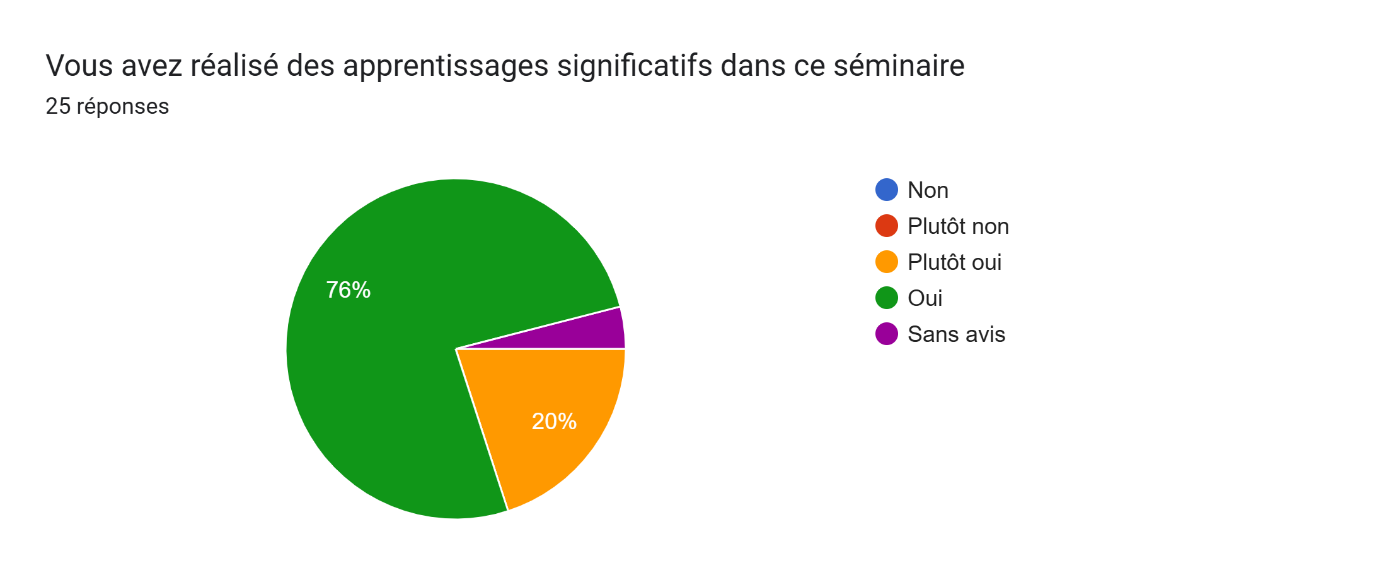 Vous avez réalisé des apprentissages significatifs dans ce séminaire
25 réponses
76%
20%
Non
Plutôt non
Plutôt oui
Oui
Sans avis